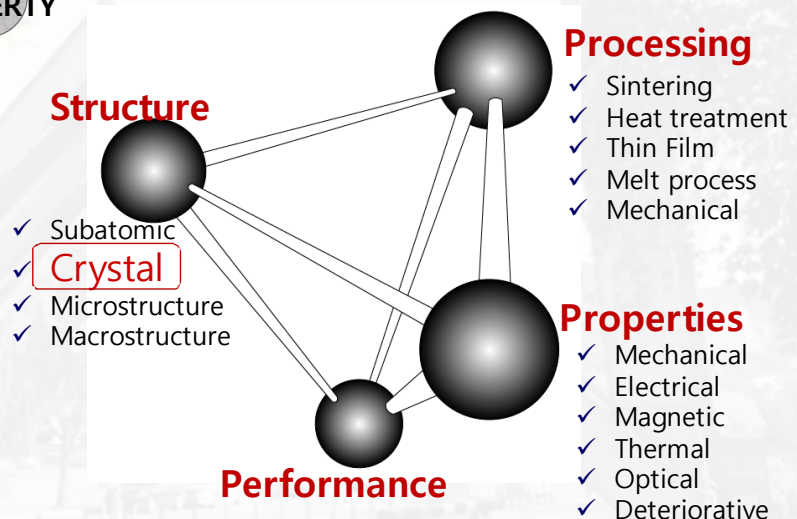 Processing
Sintering
Heat treatment
Thin Film
Melt process
Mechanical
Structure
Subatomic
Crystal
Microstructure
Macrostructure
Properties
Mechanical
Electrical
Magnetic
Thermal
Optical
Deteriorative
Performance